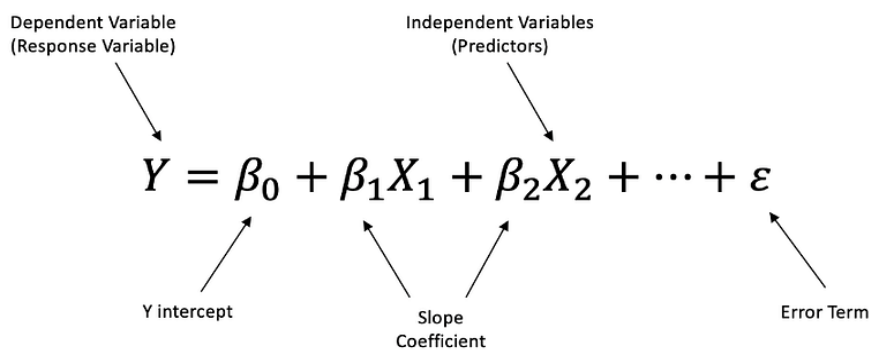 Dependent Variable
(Response Variable)
Independent Variables
(Predictors)
Y = β₀ + β₁X₁ + β₂X₂ + ⋯ + ε
Y intercept
Slope
Coefficient
Error Term